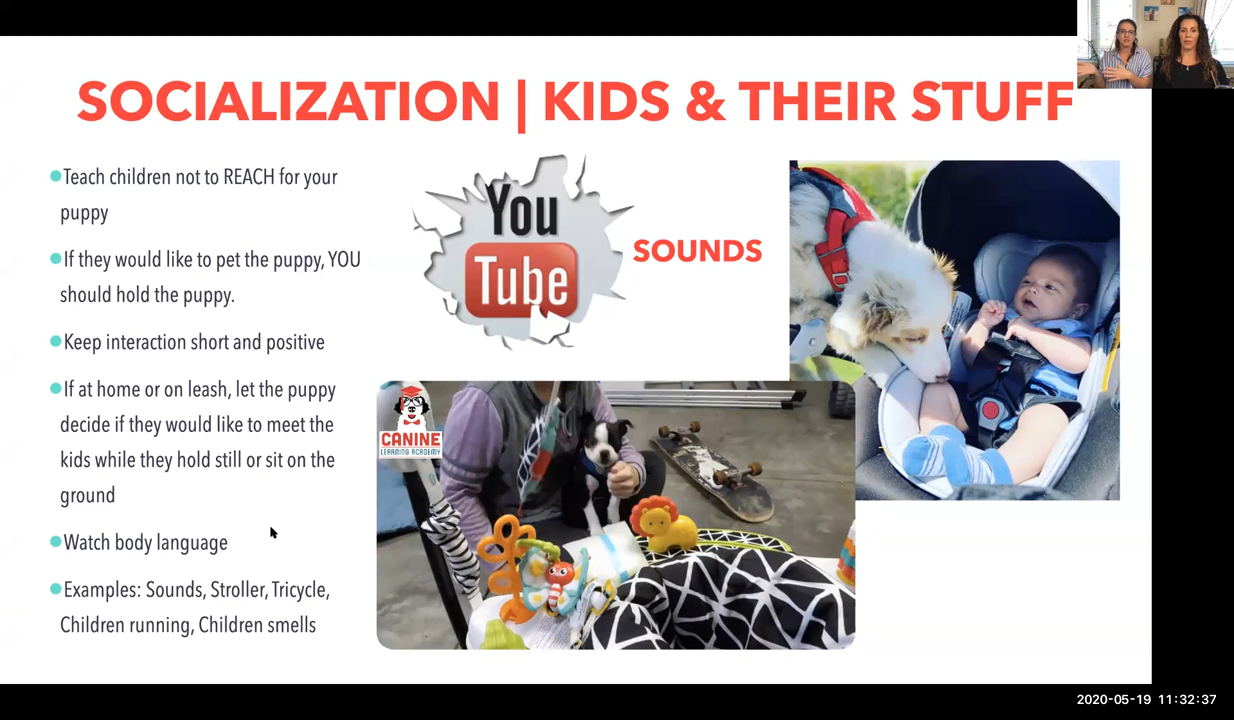 SOCIALIZATION | KIDS & THEIR STUFF
Teach children not to REACH for your
puppy
If they would like to pet the puppy, YOU
should hold the puppy.
Keep interaction short and positive
If at home or on leash, let the puppy
decide if they would like to meet the
kids while they hold still or sit on the
ground
Watch body language
Examples: Sounds, Stroller, Tricycle,
Children running, Children smells
You
Tube
SOUNDS
CANINE
LEARNING ACADEMY
2020-05-19 11:32:37